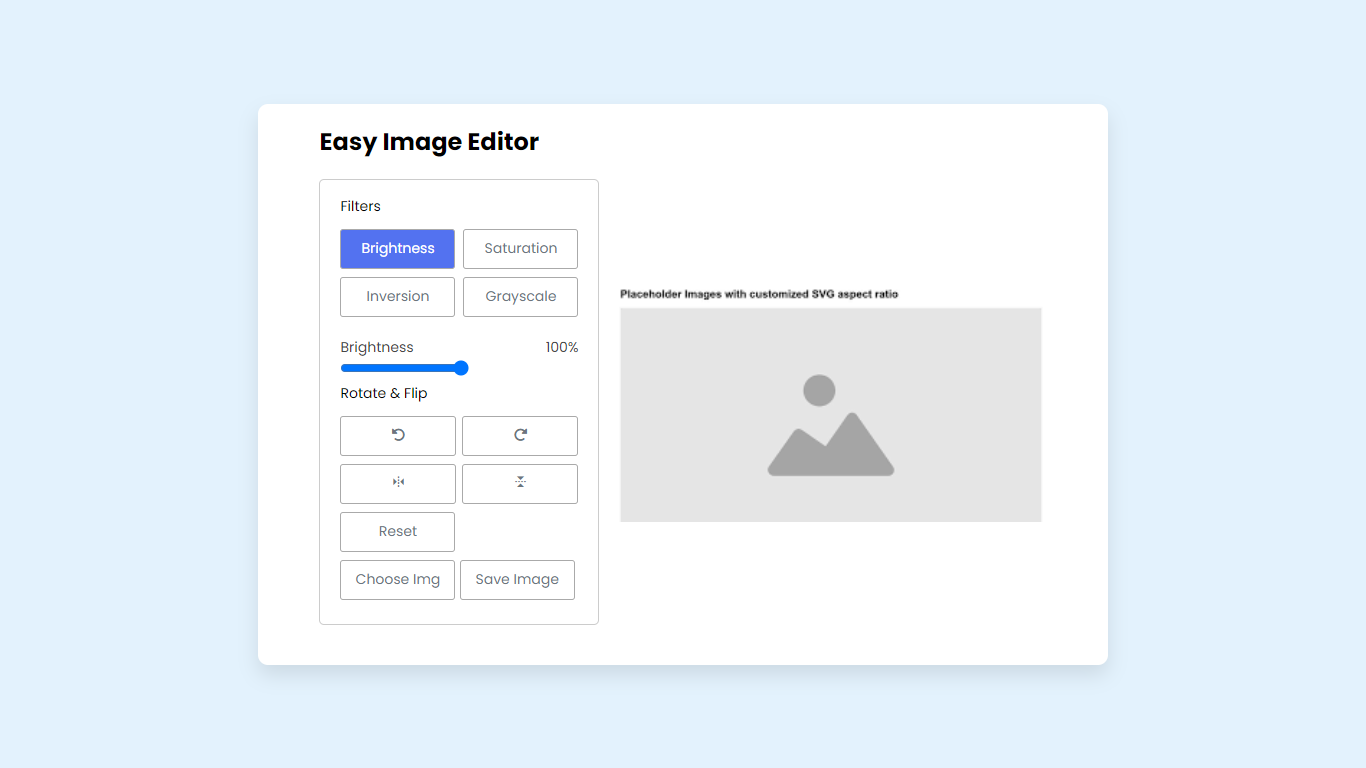 Easy Image Editor
Filters
Brightness
Saturation
Inversion
Grayscale
Brightness 100%
Rotate & Flip
Reset
Choose Img
Save Image
Placeholder Images with customized SVG aspect ratio